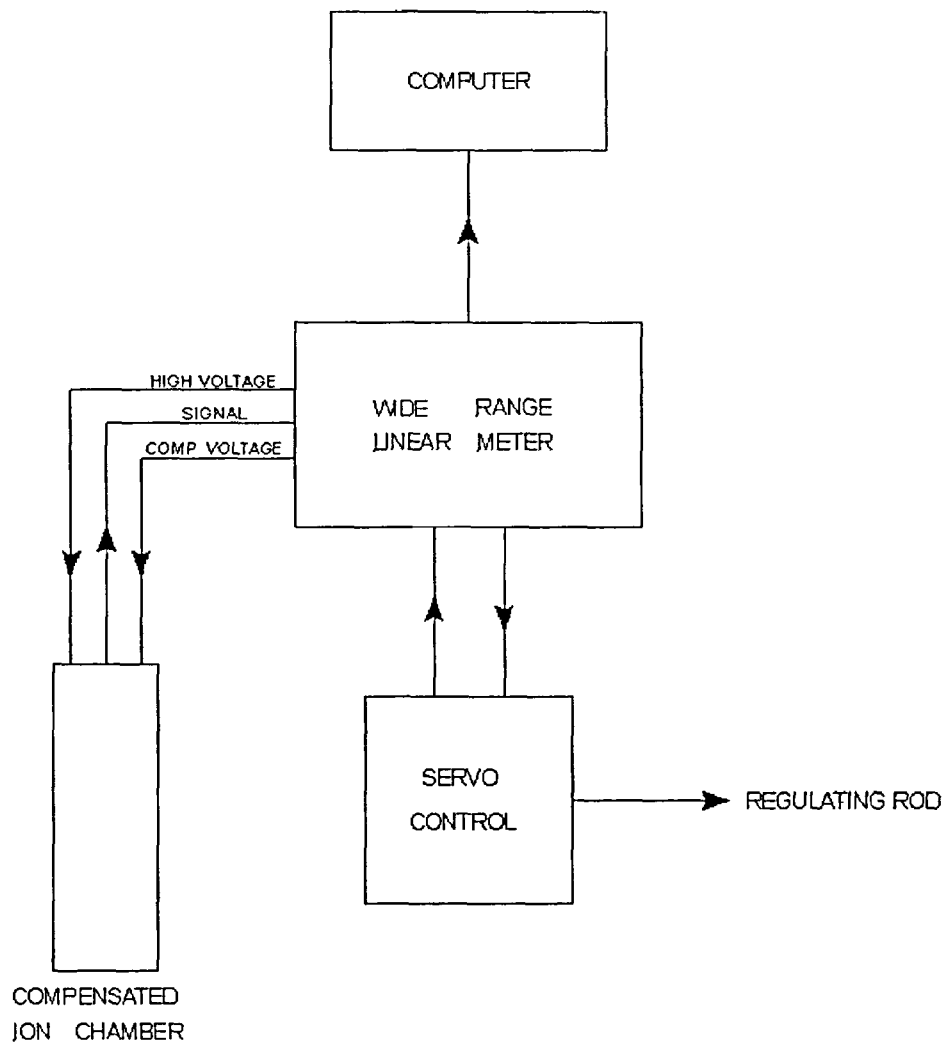 COMPUTER
HIGH VOLTAGE
SIGNAL
COMP VOLTAGE
WIDE RANGE
LINEAR METER
SERVO
CONTROL
REGULATING ROD
COMPENSATED
ION CHAMBER